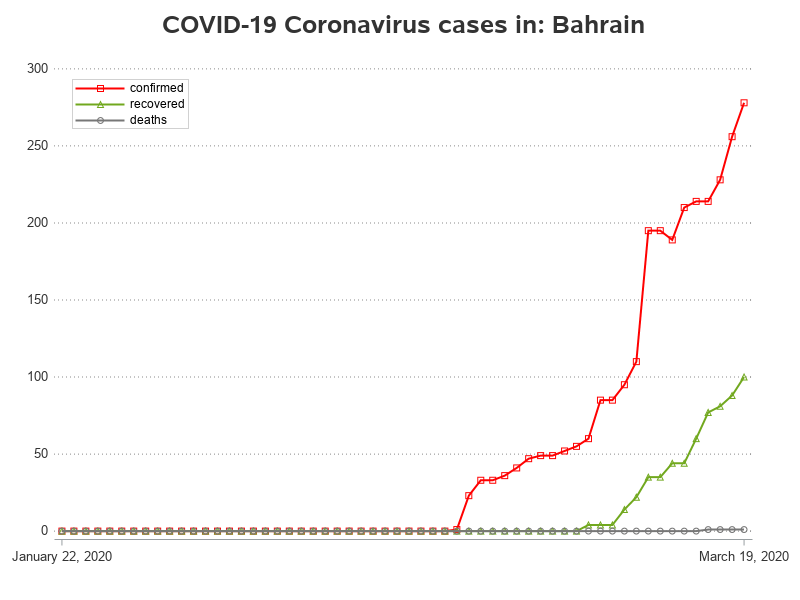 COVID-19 Coronavirus cases in: Bahrain
300
confirmed
recovered
deaths
250
200
150
100
50
0
January 22, 2020
March 19, 2020